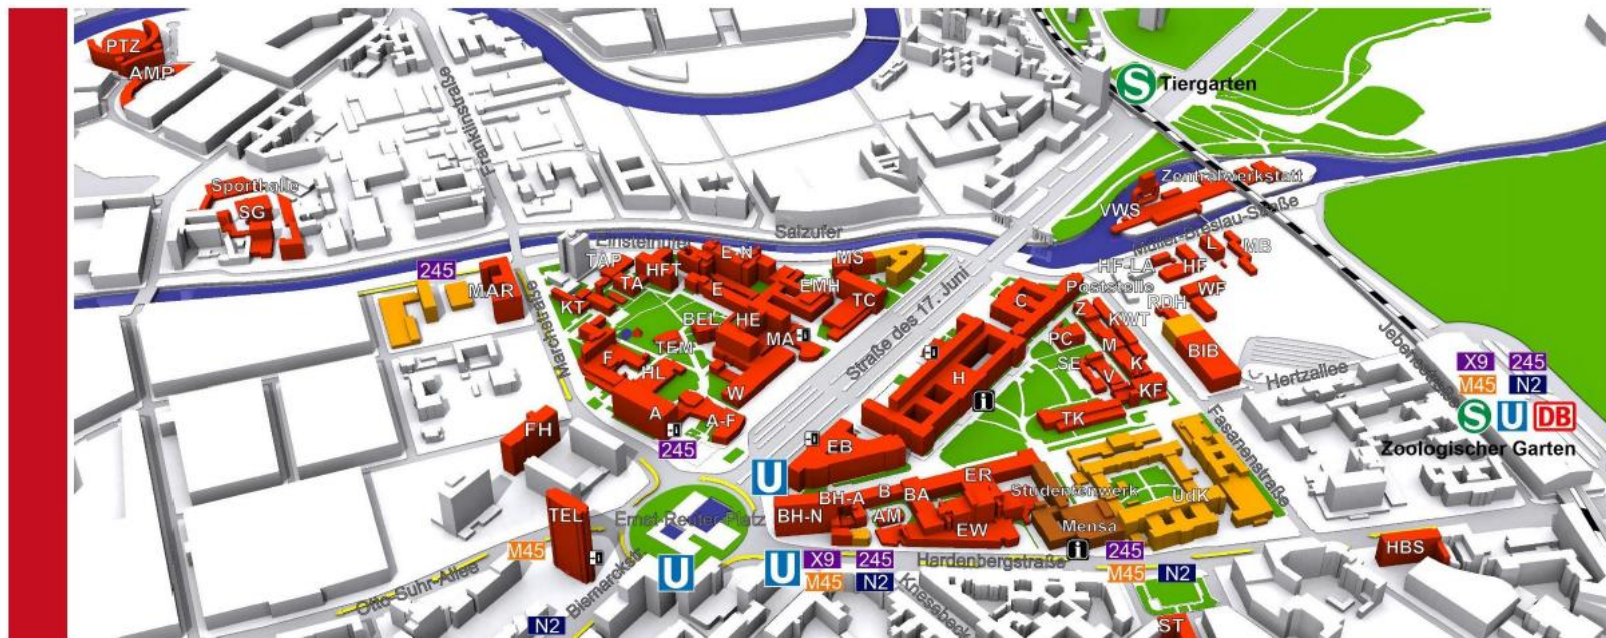 PTZ
AMP
Franklinstraße
S
Tiergarten
Sporthalle
SG
Zentralwerkstatt
VWS
Müller-Breslau-Straße
Salzufer
Einsteinufer
245
MAR
Marchstraße
TAP
HFT
E-N
MS
TA
E
EMH
KT
TC
BEL
HE
TEM
MA
F
HL
W
A
A-F
245
Straße des 17. Juni
C
Poststelle
HF-LA
HF
L
MB
WF
RDH
Z
KWT
PC
M
SE
V
K
KF
BIB
H
i
TK
Hertzallee
Jebensstrasse
X9
245
M45
N2
S
U
DB
Zoologischer Garten
Fasanenstraße
FH
EB
U
ER
BH-A
B
BA
Studentenwerk
UdK
BH-N
AM
EW
Mensa
TEL
Ernst-Reuter-Platz
M45
U
U
X9
245
M45
N2
Hardenbergstraße
i
245
M45
N2
HBS
Otto-Suhr-Allee
Bismarckstr.
N2
Knesebeck
ST